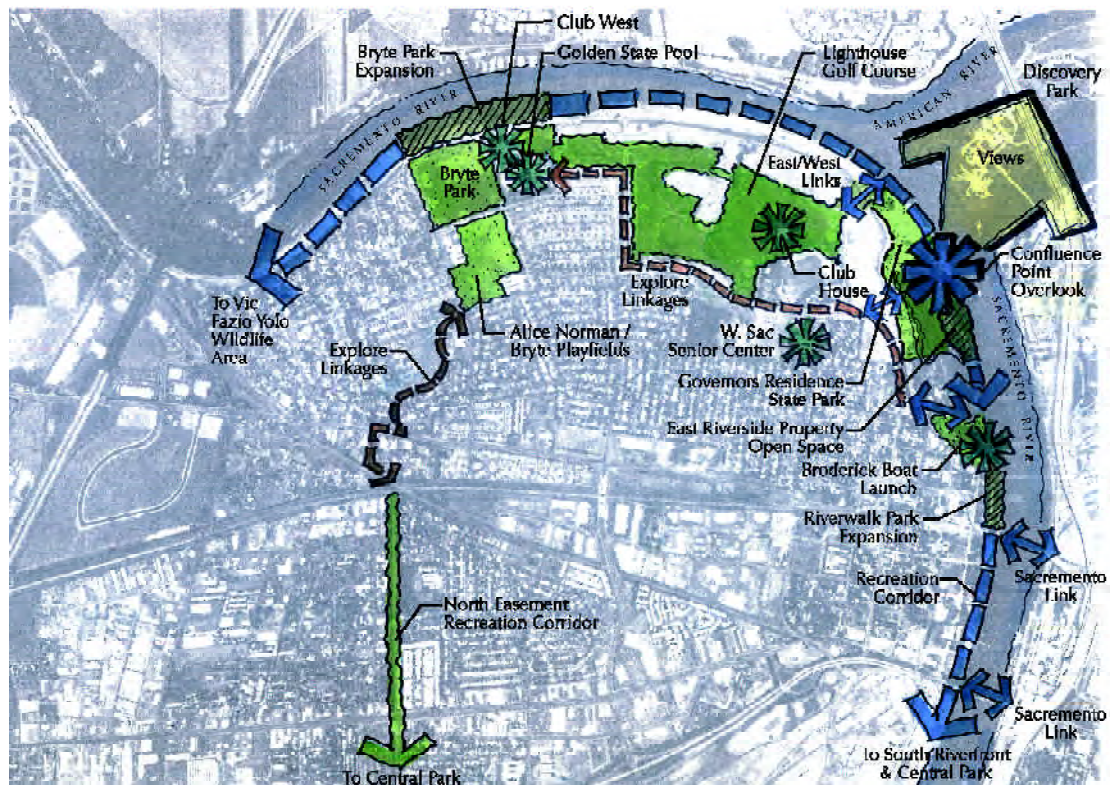 Club West
Bryte Park
Expansion
Golden State Pool
Lighthouse
Golf Course
AMERICAN RIVER
Discovery
Park
SACREMENTO RIVER
Views
East/West
Links
Bryte
Park
Confluence
Point
Overlook
Club
House
Explore
Linkages
To Vic
Fazio Yolo
Wildlife
Area
Alice Norman /
Bryte Playfields
W. Sac
Senior Center
Explore
Linkages
SACREMENTO RIVER
Governors Residence
State Park
East Riverside Property
Open Space
Broderick Boat
Launch
Riverwalk Park
Expansion
Recreation
Corridor
Sacremento
Link
North Easement
Recreation Corridor
Sacremento
Link
to South Riverfront
& Central Park
To Central Park